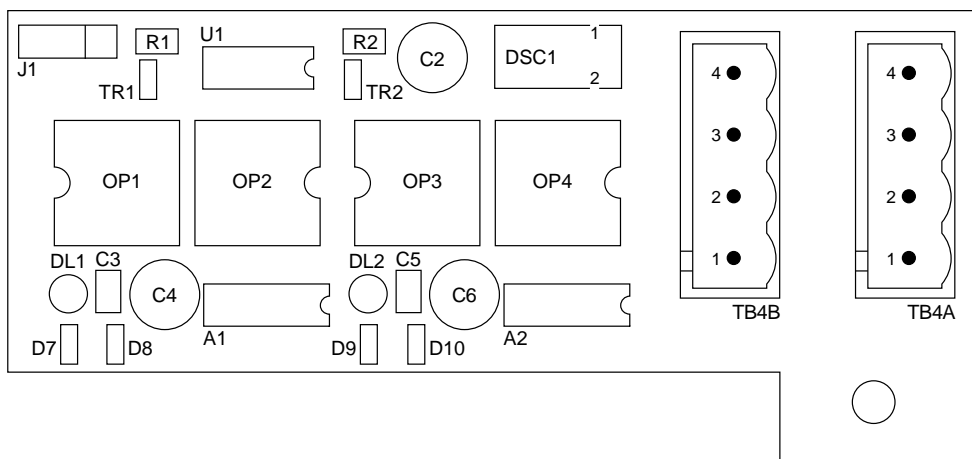 J1
R1
U1
R2
C2
DSC1
1
2
TR1
TR2
OP1
OP2
OP3
OP4
4
3
2
1
TB4B
4
3
2
1
TB4A
DL1
C3
C4
A1
DL2
C5
C6
A2
D7
D8
D9
D10